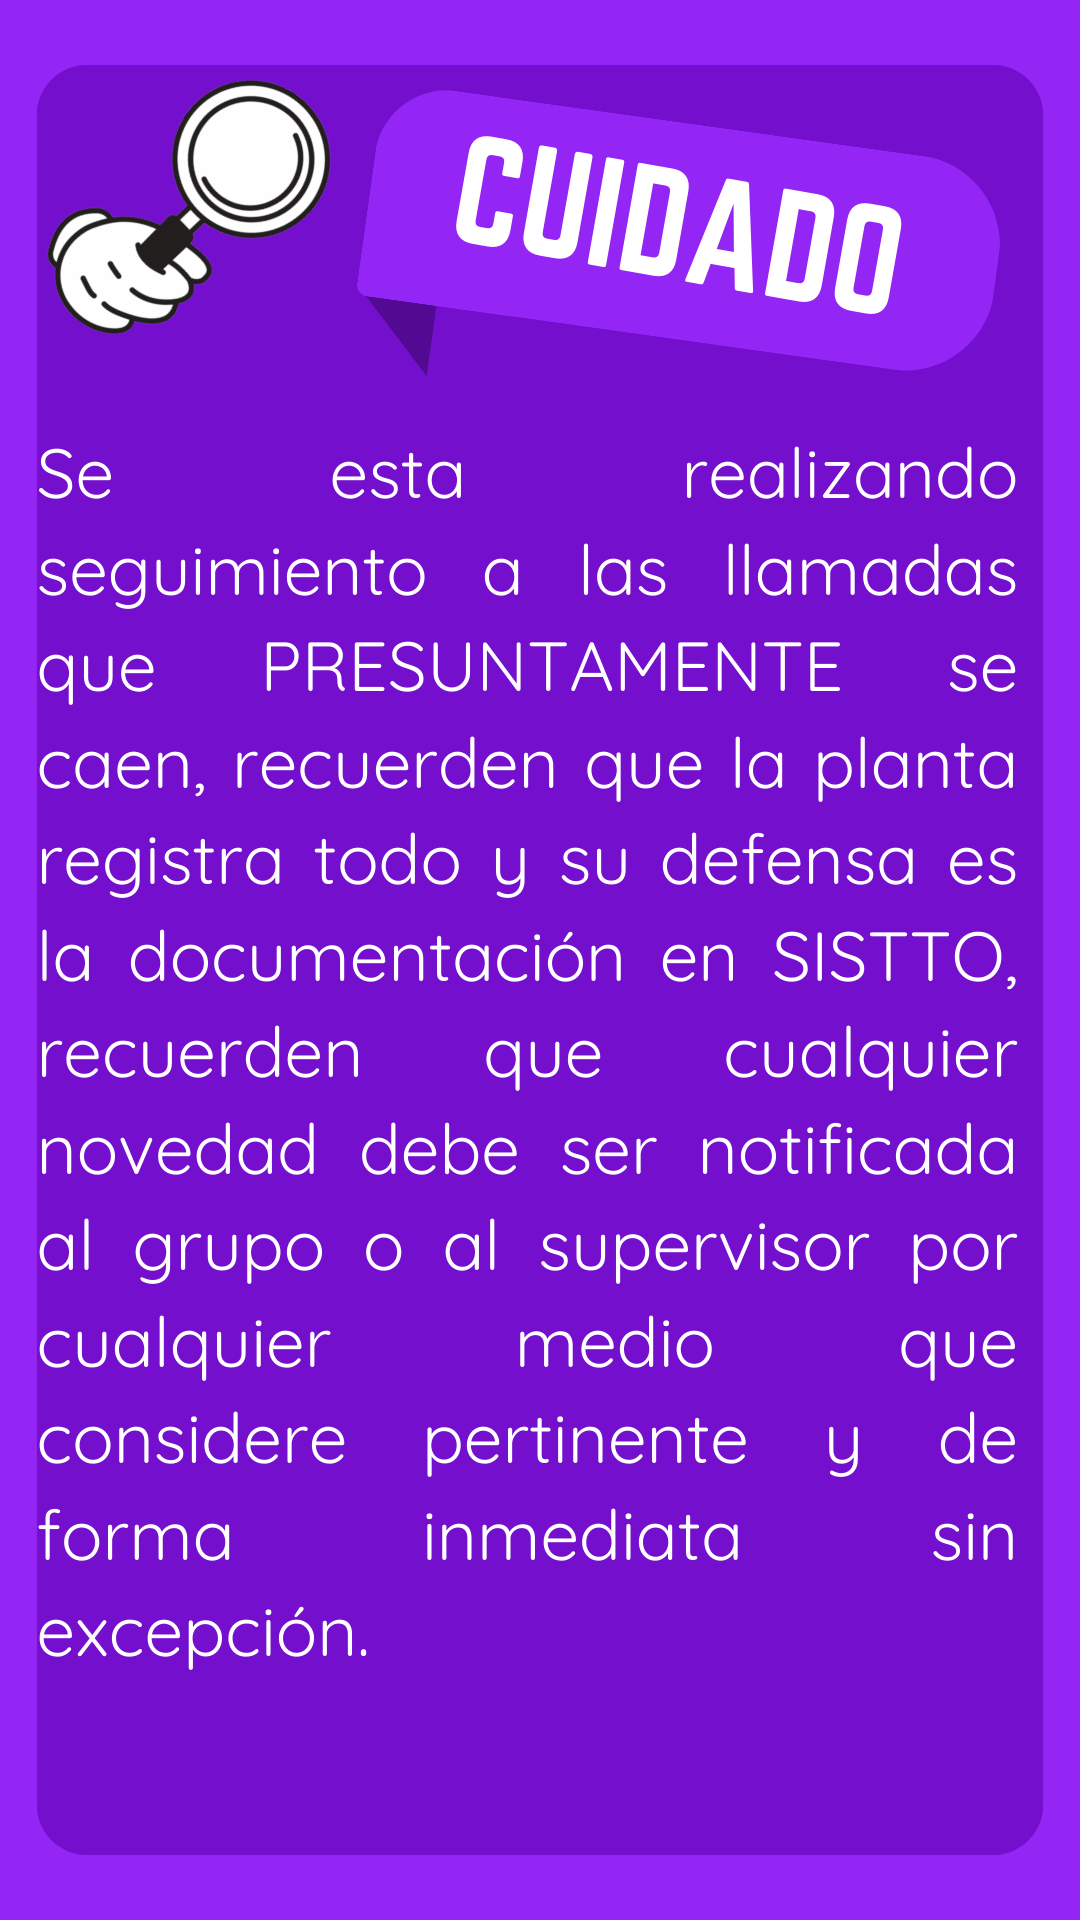 CUIDADO
Se esta realizando
seguimiento a las llamadas
que PRESUNTAMENTE se
caen, recuerden que la planta
registra todo y su defensa es
la documentación en SISTTO,
recuerden que cualquier
novedad debe ser notificada
al grupo o al supervisor por
cualquier medio que
considere pertinente y de
forma inmediata sin
excepción.